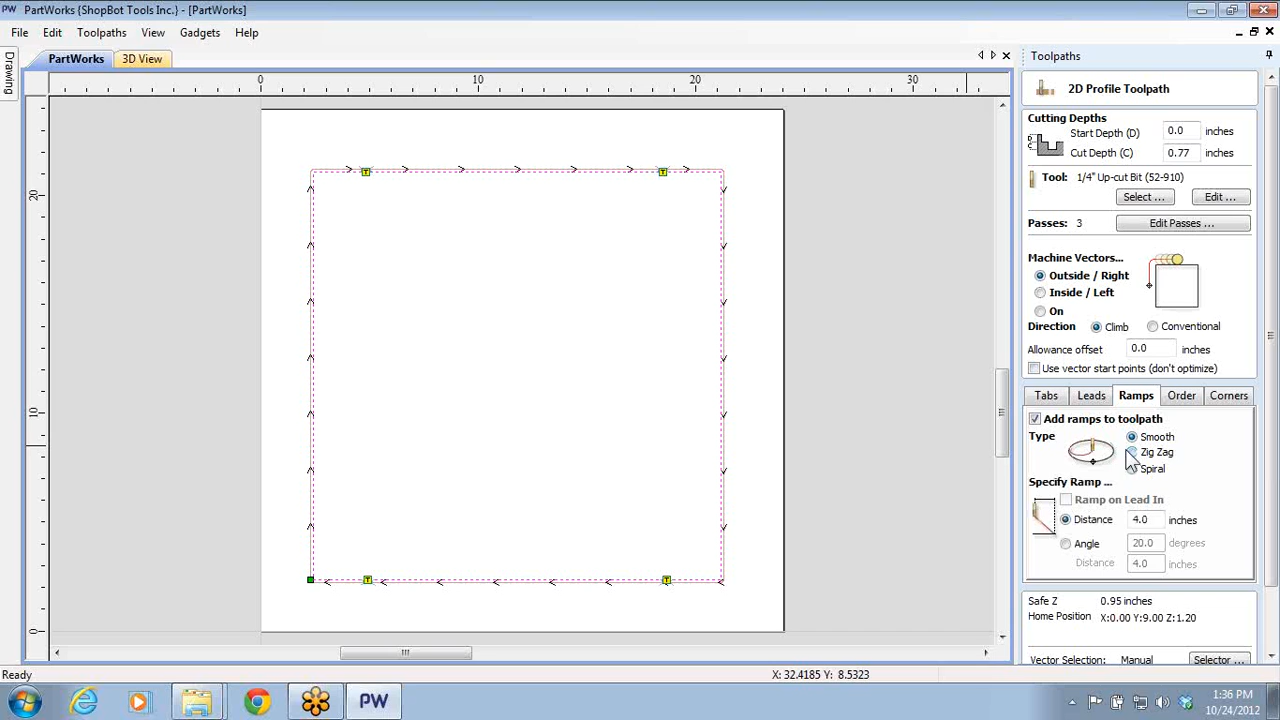 PW PartWorks {ShopBot Tools Inc.} - [PartWorks]
File Edit Toolpaths View Gadgets Help
Drawing
PartWorks 3D View
0 10 20 30
20
10
0
T T
T T
Toolpaths
2D Profile Toolpath
Cutting Depths
Start Depth (D) 0.0 inches
Cut Depth (C) 0.77 inches
Tool: 1/4" Up-cut Bit (52-910)
Select ... Edit ...
Passes: 3 Edit Passes ...
Machine Vectors...
Outside / Right
Inside / Left
On
Direction Climb Conventional
Allowance offset 0.0 inches
Use vector start points (don't optimize)
Tabs Leads Ramps Order Corners
Add ramps to toolpath
Type Smooth
Zig Zag
Spiral
Specify Ramp ...
Ramp on Lead In
Distance 4.0 inches
Angle 20.0 degrees
Distance: 4.0 inches
Safe Z 0.95 inches
Home Position X:0.00 Y:9.00 Z:1.20
Vector Selection: Manual Selector ...
Ready X: 32.4185 Y: 8.5323
PW
1:36 PM
10/24/2012